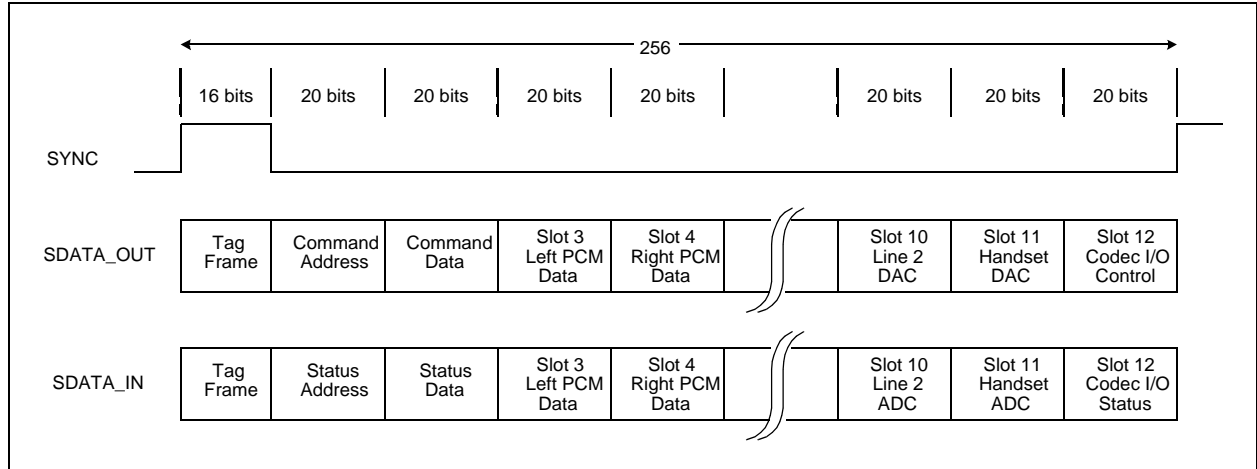 256
16 bits 20 bits 20 bits 20 bits 20 bits 20 bits 20 bits 20 bits
SYNC
SDATA_OUT
Tag
Frame
Command
Address
Command
Data
Slot 3
Left PCM
Data
Slot 4
Right PCM
Data
Slot 10
Line 2
DAC
Slot 11
Handset
DAC
Slot 12
Codec I/O
Control
SDATA_IN
Tag
Frame
Status
Address
Status
Data
Slot 3
Left PCM
Data
Slot 4
Right PCM
Data
Slot 10
Line 2
ADC
Slot 11
Handset
ADC
Slot 12
Codec I/O
Status